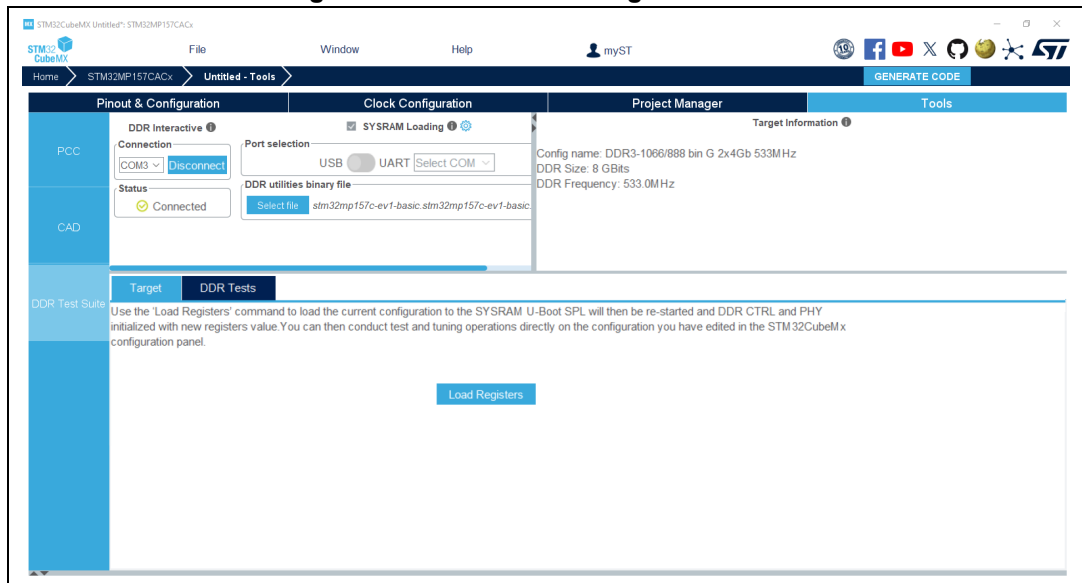 STM32CubeMX Untitled*: STM32MP157CACx
STM32
CubeMX
File
Window
Help
myST
10
Home
STM32MP157CACx
Untitled - Tools
GENERATE CODE
Pinout & Configuration
Clock Configuration
Project Manager
Tools
PCC
CAD
DDR Test Suite
DDR Interactive
Connection
COM3
Disconnect
Status
Connected
SYSRAM Loading
Port selection
USB
UART
Select COM
DDR utilities binary file
Select file
stm32mp157c-ev1-basic.stm32mp157c-ev1-basic.
Target Information
Config name: DDR3-1066/888 bin G 2x4Gb 533MHz
DDR Size: 8 GBits
DDR Frequency: 533.0MHz
Target
DDR Tests
Use the 'Load Registers' command to load the current configuration to the SYSRAM U-Boot SPL will then be re-started and DDR CTRL and PHY
initialized with new registers value.You can then conduct test and tuning operations directly on the configuration you have edited in the STM32CubeMx
configuration panel.
Load Registers